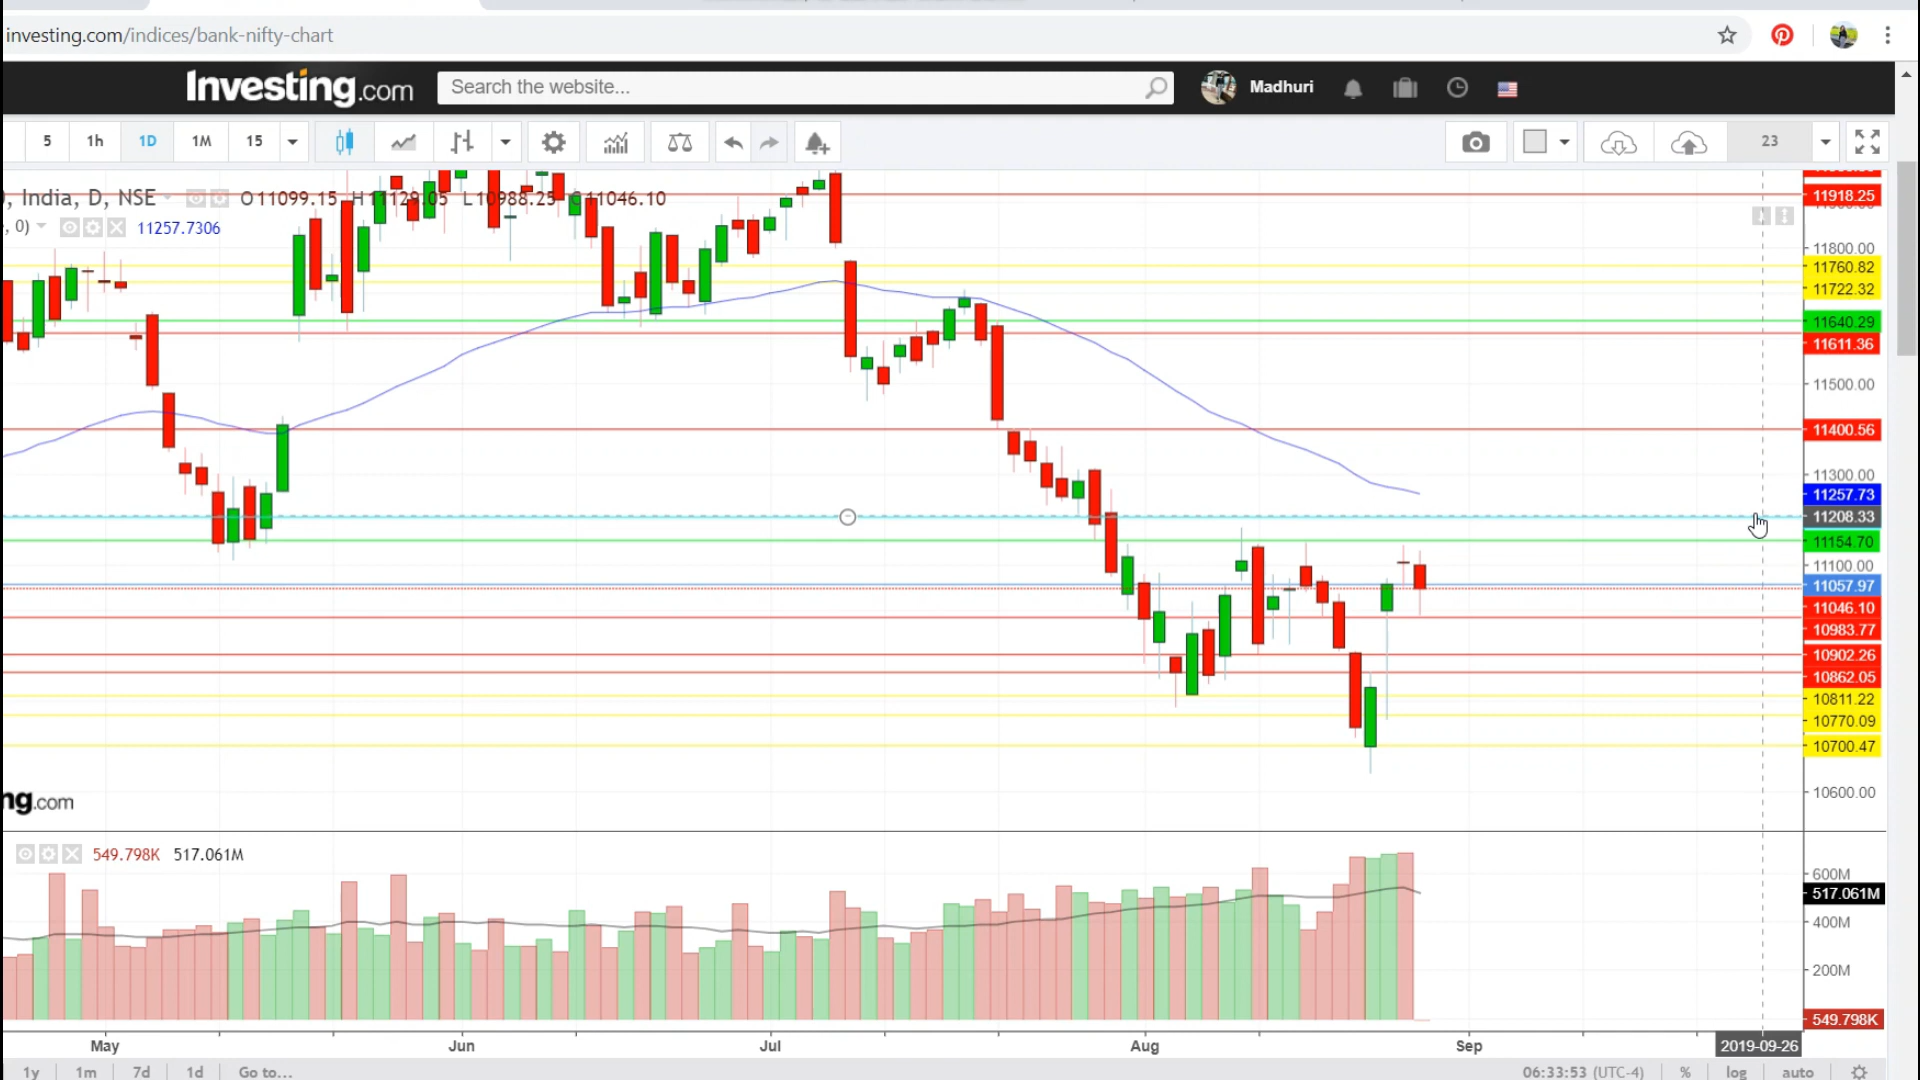 investing.com/indices/bank-nifty-chart
Investing.com
Search the website...
Madhuri
5 1h 1D 1M 15
23
, India, D, NSE O11099.15 H11129.05 L10988.25 C11046.10
, 0) 11257.7306
11918.25
11800.00
11760.82
11722.32
11640.29
11611.36
11500.00
11400.56
11300.00
11257.73
11208.33
11154.70
11100.00
11057.97
11046.10
10983.77
10902.26
10862.05
10811.22
10770.09
10700.47
10600.00
ng.com
549.798K 517.061M
600M
517.061M
400M
200M
549.798K
May Jun Jul Aug Sep 2019-09-26
1y 1m 7d 1d Go to... 06:33:53 (UTC-4) % log auto